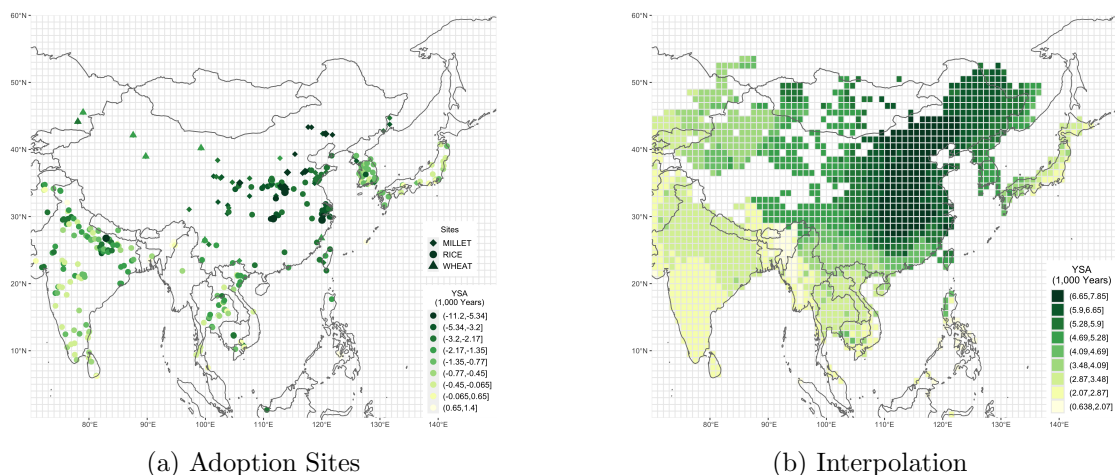 60°N
50°N
40°N
30°N
20°N
10°N
80°E
90°E
100°E
110°E
120°E
130°E
140°E
Sites
MILLET
RICE
WHEAT
YSA
(1,000 Years)
(-11.2,-5.34]
(-5.34,-3.2]
(-3.2,-2.17]
(-2.17,-1.35]
(-1.35,-0.77]
(-0.77,-0.45]
(-0.45,-0.065]
(-0.065,0.65]
(0.65,1.4]
(a) Adoption Sites
60°N
50°N
40°N
30°N
20°N
10°N
80°E
90°E
100°E
110°E
120°E
130°E
140°E
YSA
(1,000 Years)
(6.65,7.85]
(5.9,6.65]
(5.28,5.9]
(4.69,5.28]
(4.09,4.69]
(3.48,4.09]
(2.87,3.48]
(2.07,2.87]
(0.638,2.07]
(b) Interpolation